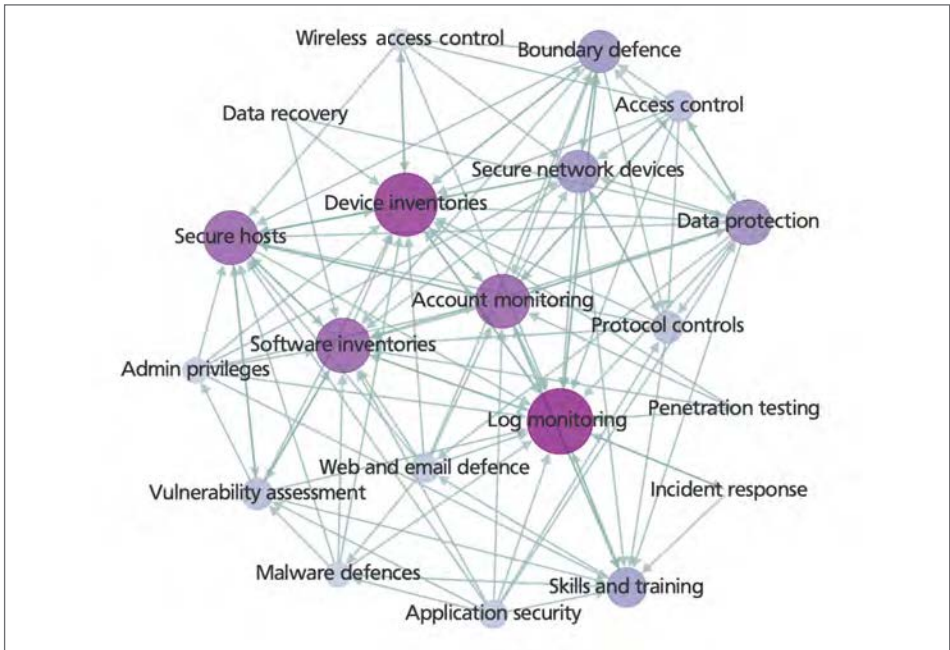 Wireless access control
Boundary defence
Access control
Data recovery
Secure network devices
Device inventories
Data protection
Secure hosts
Account monitoring
Protocol controls
Software inventories
Admin privileges
Penetration testing
Log monitoring
Web and email defence
Incident response
Vulnerability assessment
Malware defences
Skills and training
Application security